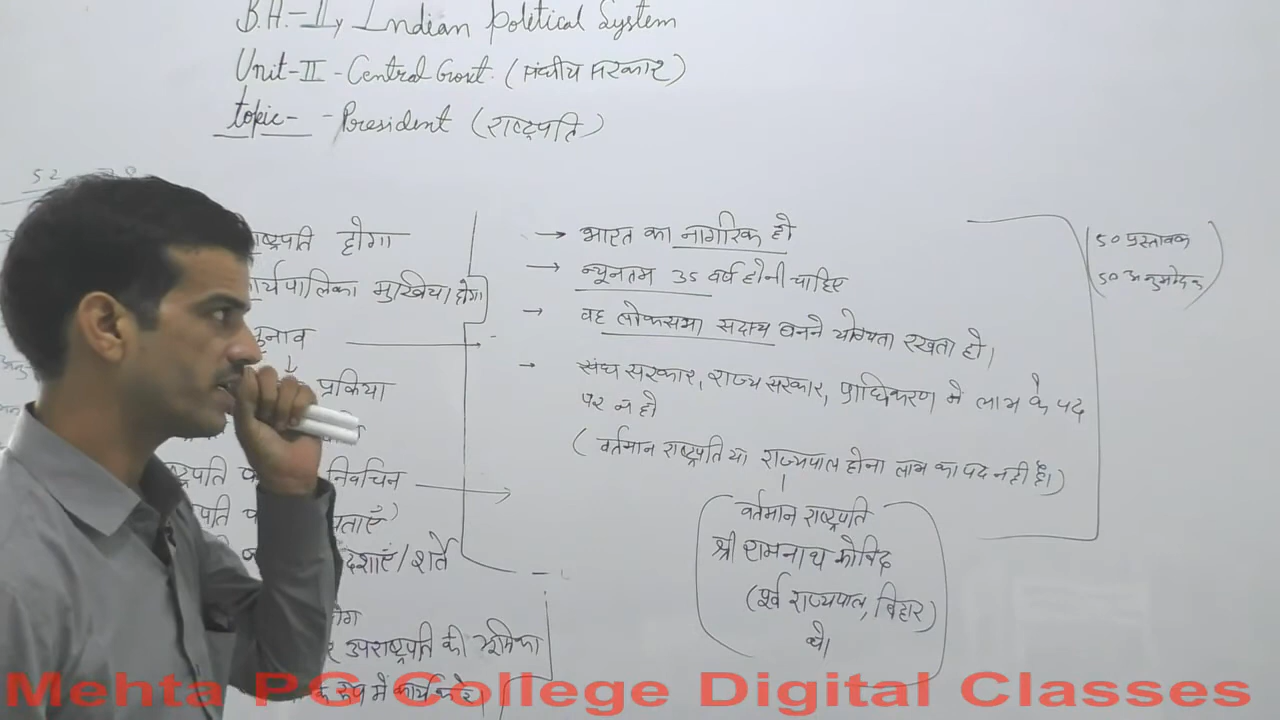 B.A.-II, Indian Political System
Unit-II - Central Govt. (संघीय सरकार)
topic- - President (राष्ट्रपति)
52
राष्ट्रपति होगा
कार्यपालिका मुखिया होगा
चुनाव
प्रक्रिया
निर्वाचन
दशाएँ/शर्ते
उपराष्ट्रपति की भूमिका
के रूप में कार्य करे
→ भारत का नागरिक हो
→ न्यूनतम 35 वर्ष होनी चाहिए
→ वह लोकसभा सदस्य बनने योग्यता रखता हो।
→ संघ सरकार, राज्य सरकार, प्राधिकरण में लाभ के पद
पर न हो
(वर्तमान राष्ट्रपति या राज्यपाल होना लाभ का पद नहीं है।)
वर्तमान राष्ट्रपति
श्री रामनाथ कोविंद
(पूर्व राज्यपाल, बिहार)
थे।
50 प्रस्तावक
50 अनुमोदक
Mehta PG College Digital Classes